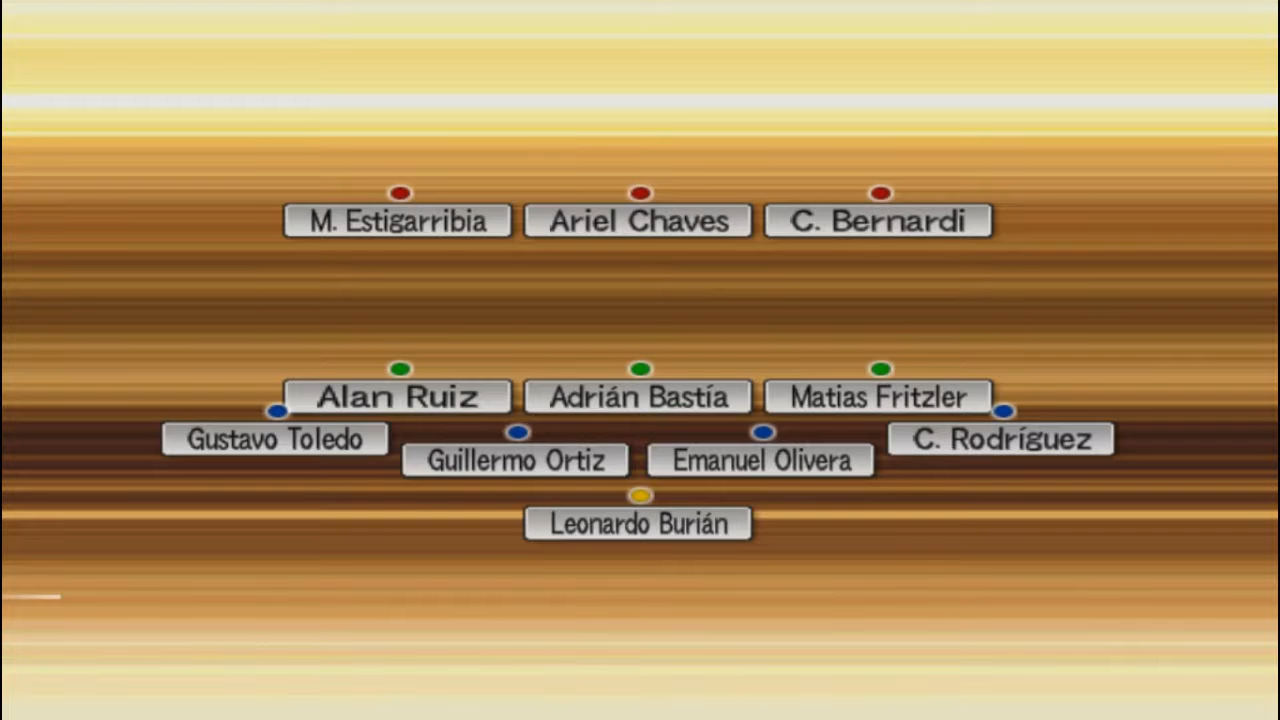 M. Estigarribia
Ariel Chaves
C. Bernardi
Alan Ruiz
Adrián Bastía
Matias Fritzler
Gustavo Toledo
C. Rodríguez
Guillermo Ortiz
Emanuel Olivera
Leonardo Burián